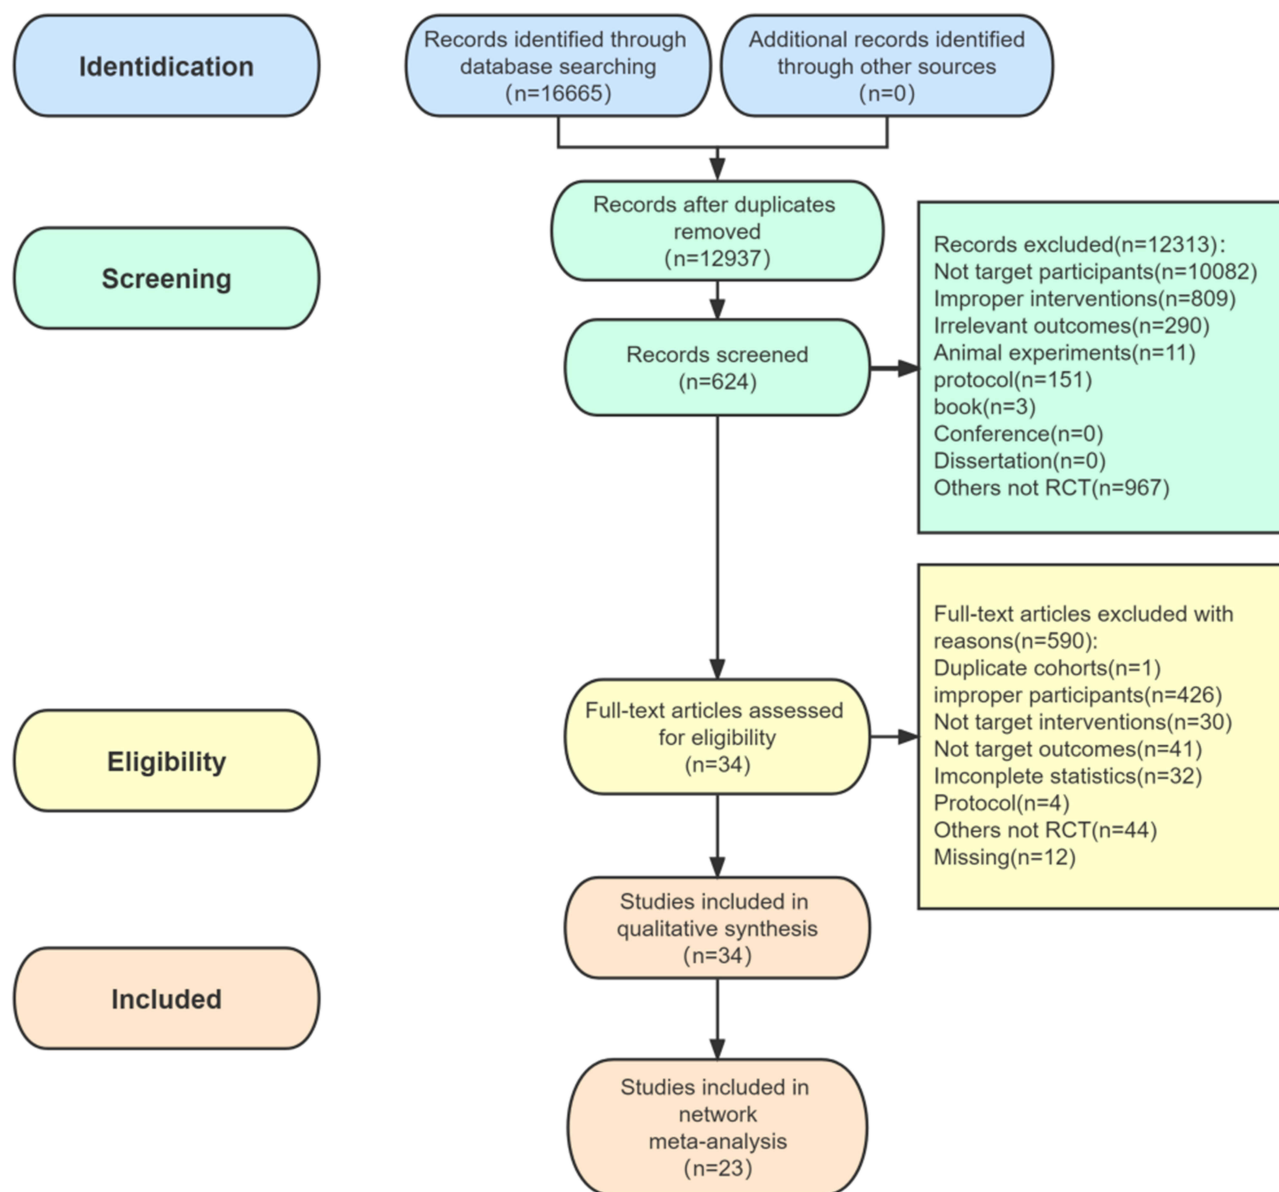 Identidication
Records identified through
database searching
(n=16665)
Additional records identified
through other sources
(n=0)
Records after duplicates
removed
(n=12937)
Screening
Records screened
(n=624)
Records excluded(n=12313):
Not target participants(n=10082)
Improper interventions(n=809)
Irrelevant outcomes(n=290)
Animal experiments(n=11)
protocol(n=151)
book(n=3)
Conference(n=0)
Dissertation(n=0)
Others not RCT(n=967)
Full-text articles excluded with
reasons(n=590):
Duplicate cohorts(n=1)
improper participants(n=426)
Not target interventions(n=30)
Not target outcomes(n=41)
Imconplete statistics(n=32)
Protocol(n=4)
Others not RCT(n=44)
Missing(n=12)
Eligibility
Full-text articles assessed
for eligibility
(n=34)
Studies included in
qualitative synthesis
(n=34)
Included
Studies included in
network
meta-analysis
(n=23)